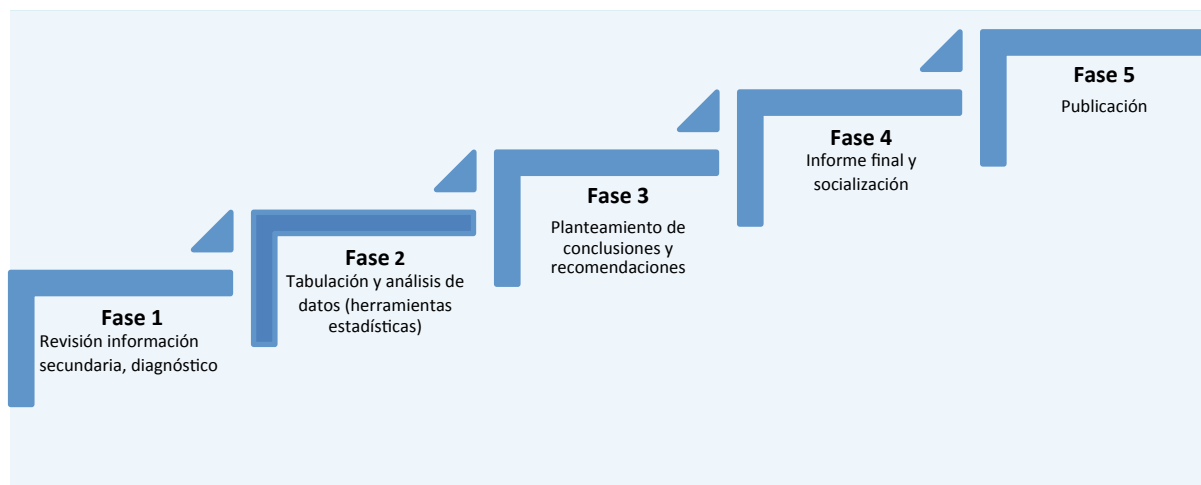 Fase 1
Revisión información
secundaria, diagnóstico
Fase 2
Tabulación y análisis de
datos (herramientas
estadísticas)
Fase 3
Planteamiento de
conclusiones y
recomendaciones
Fase 4
Informe final y
socialización
Fase 5
Publicación